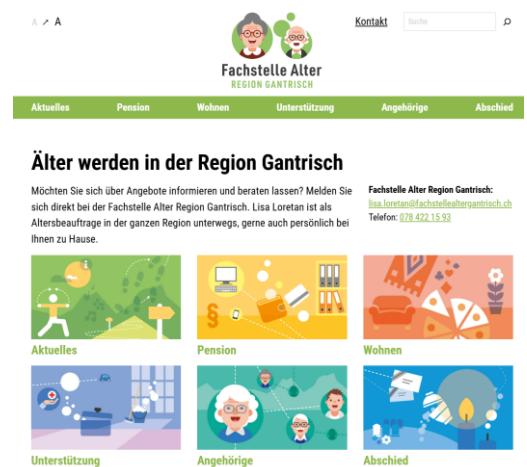 A ↗ A
Kontakt
Suche
Fachstelle Alter
REGION GANTRISCH
Aktuelles Pension Wohnen Unterstützung Angehörige Abschied
Älter werden in der Region Gantrisch
Möchten Sie sich über Angebote informieren und beraten lassen? Melden Sie
sich direkt bei der Fachstelle Alter Region Gantrisch. Lisa Loretan ist als
Altersbeauftrage in der ganzen Region unterwegs, gerne auch persönlich bei
Ihnen zu Hause.
Fachstelle Alter Region Gantrisch:
lisa.loretan@fachstellealtergantrisch.ch
Telefon: 078 422 15 93
Aktuelles
Pension
Wohnen
Unterstützung
Angehörige
Abschied